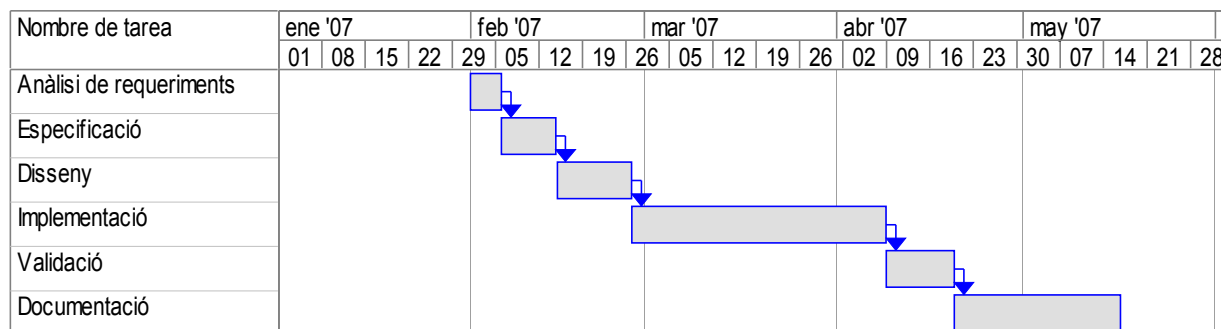 Nombre de tarea ene '07 feb '07 mar '07 abr '07 may '07
01 08 15 22 29 05 12 19 26 05 12 19 26 02 09 16 23 30 07 14 21 28
Anàlisi de requeriments
Especificació
Disseny
Implementació
Validació
Documentació